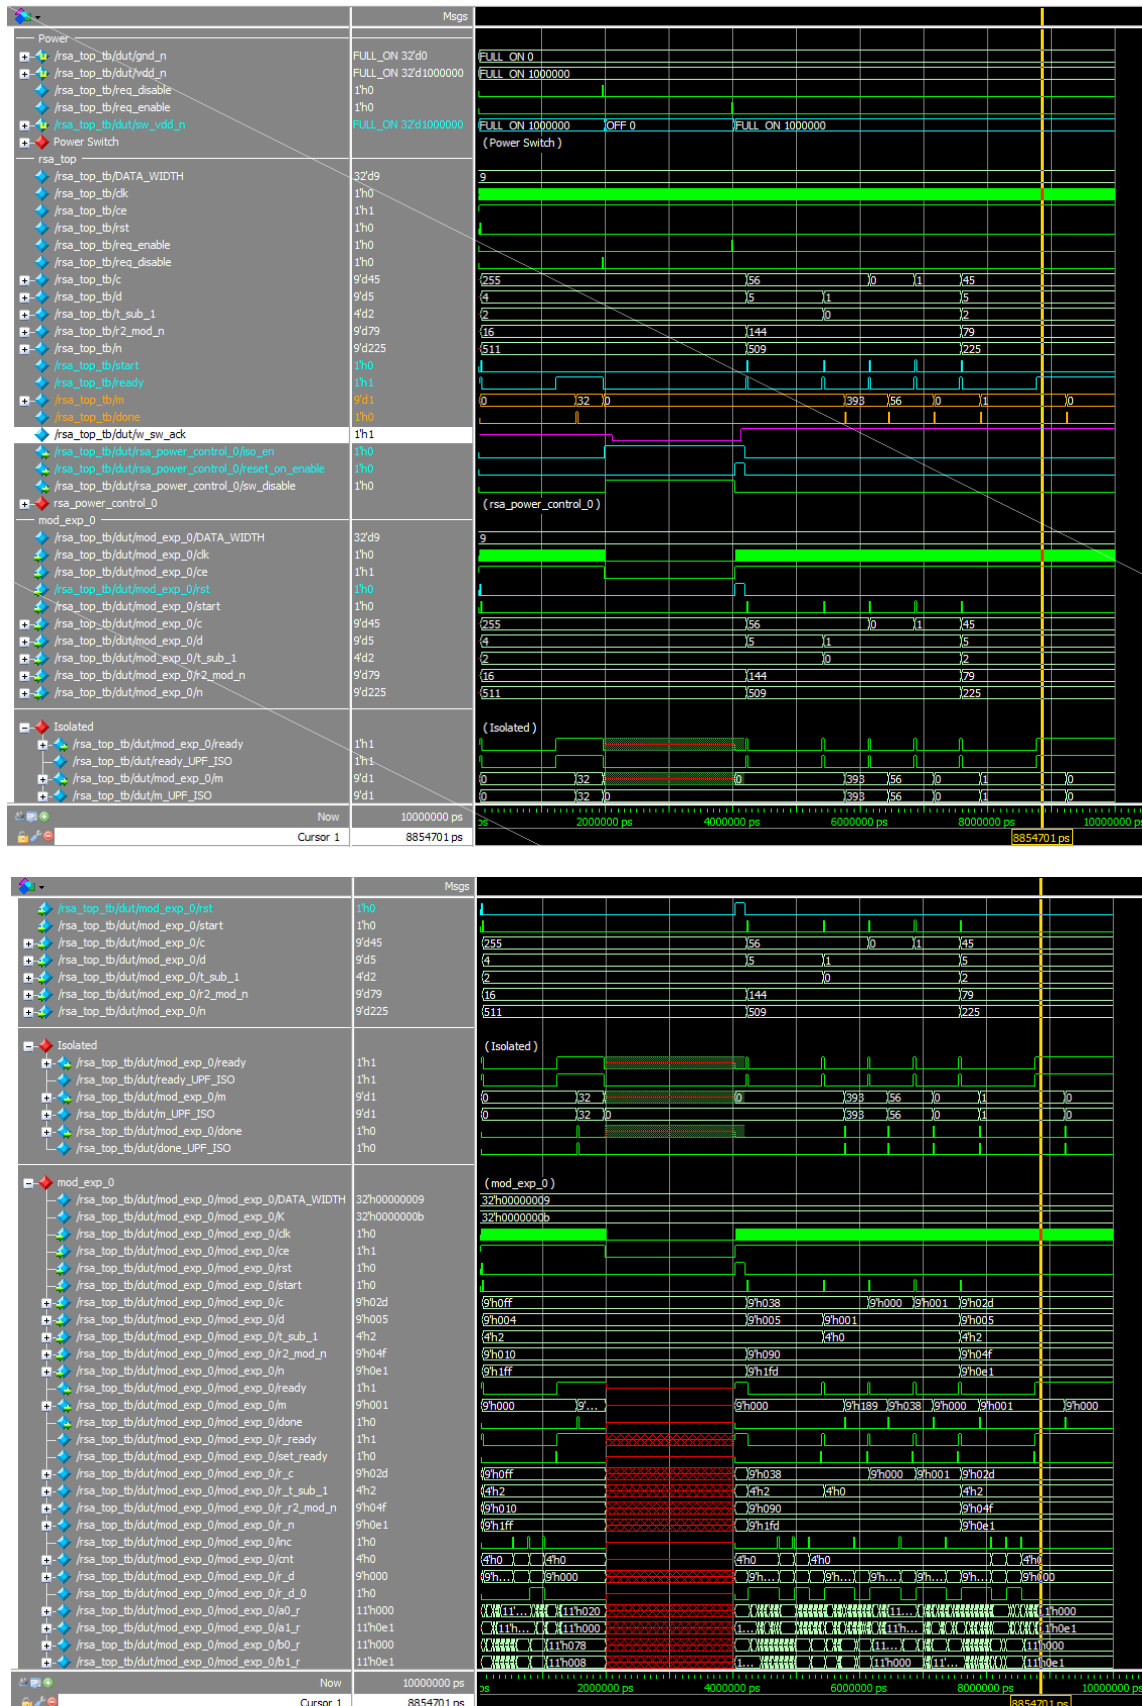 Msgs
Power
/rsa_top_tb/dut/gnd_n FULL_ON 32'd0 FULL_ON 0
/rsa_top_tb/dut/vdd_n FULL_ON 32'd1000000 FULL_ON 1000000
/rsa_top_tb/req_disable 1'h0
/rsa_top_tb/req_enable 1'h0
/rsa_top_tb/dut/sw_vdd_n FULL_ON 32'd1000000 FULL_ON 1000000 OFF 0 FULL_ON 1000000
Power Switch (Power Switch)
rsa_top
/rsa_top_tb/DATA_WIDTH 32'd9 9
/rsa_top_tb/clk 1'h0
/rsa_top_tb/ce 1'h1
/rsa_top_tb/rst 1'h0
/rsa_top_tb/req_enable 1'h0
/rsa_top_tb/req_disable 1'h0
/rsa_top_tb/c 9'd45 255 56 0 1 45
/rsa_top_tb/d 9'd5 4 5 1 5
/rsa_top_tb/t_sub_1 4'd2 2 0 2
/rsa_top_tb/r2_mod_n 9'd79 16 144 79
/rsa_top_tb/n 9'd225 511 509 225
/rsa_top_tb/start 1'h0
/rsa_top_tb/ready 1'h1
/rsa_top_tb/m 9'd1 0 32 0 393 56 0 1 0
/rsa_top_tb/done 1'h0
/rsa_top_tb/dut/w_sw_ack 1'h1
/rsa_top_tb/dut/rsa_power_control_0/iso_en 1'h0
/rsa_top_tb/dut/rsa_power_control_0/reset_on_enable 1'h0
/rsa_top_tb/dut/rsa_power_control_0/sw_disable 1'h0
rsa_power_control_0 (rsa_power_control_0)
mod_exp_0
/rsa_top_tb/dut/mod_exp_0/DATA_WIDTH 32'd9 9
/rsa_top_tb/dut/mod_exp_0/clk 1'h0
/rsa_top_tb/dut/mod_exp_0/ce 1'h1
/rsa_top_tb/dut/mod_exp_0/rst 1'h0
/rsa_top_tb/dut/mod_exp_0/start 1'h0
/rsa_top_tb/dut/mod_exp_0/c 9'd45 255 56 0 1 45
/rsa_top_tb/dut/mod_exp_0/d 9'd5 4 5 1 5
/rsa_top_tb/dut/mod_exp_0/t_sub_1 4'd2 2 0 2
/rsa_top_tb/dut/mod_exp_0/r2_mod_n 9'd79 16 144 79
/rsa_top_tb/dut/mod_exp_0/n 9'd225 511 509 225
Isolated (Isolated)
/rsa_top_tb/dut/mod_exp_0/ready 1'h1
/rsa_top_tb/dut/ready_UPF_ISO 1'h1
/rsa_top_tb/dut/mod_exp_0/m 9'd1 0 32 0 393 56 0 1 0
/rsa_top_tb/dut/m_UPF_ISO 9'd1 0 32 0 393 56 0 1 0
Now 10000000 ps ps 2000000 ps 4000000 ps 6000000 ps 8000000 ps 10000000 ps
Cursor 1 8854701 ps 8854701 ps
Msgs
/rsa_top_tb/dut/mod_exp_0/rst 1'h0
/rsa_top_tb/dut/mod_exp_0/start 1'h0
/rsa_top_tb/dut/mod_exp_0/c 9'd45 255 56 0 1 45
/rsa_top_tb/dut/mod_exp_0/d 9'd5 4 5 1 5
/rsa_top_tb/dut/mod_exp_0/t_sub_1 4'd2 2 0 2
/rsa_top_tb/dut/mod_exp_0/r2_mod_n 9'd79 16 144 79
/rsa_top_tb/dut/mod_exp_0/n 9'd225 511 509 225
Isolated (Isolated)
/rsa_top_tb/dut/mod_exp_0/ready 1'h1
/rsa_top_tb/dut/ready_UPF_ISO 1'h1
/rsa_top_tb/dut/mod_exp_0/m 9'd1 0 32 0 393 56 0 1 0
/rsa_top_tb/dut/m_UPF_ISO 9'd1 0 32 0 393 56 0 1 0
/rsa_top_tb/dut/mod_exp_0/done 1'h0
/rsa_top_tb/dut/done_UPF_ISO 1'h0
mod_exp_0 (mod_exp_0)
/rsa_top_tb/dut/mod_exp_0/mod_exp_0/DATA_WIDTH 32'h00000009 32'h00000009
/rsa_top_tb/dut/mod_exp_0/mod_exp_0/K 32'h0000000b 32'h0000000b
/rsa_top_tb/dut/mod_exp_0/mod_exp_0/clk 1'h0
/rsa_top_tb/dut/mod_exp_0/mod_exp_0/ce 1'h1
/rsa_top_tb/dut/mod_exp_0/mod_exp_0/rst 1'h0
/rsa_top_tb/dut/mod_exp_0/mod_exp_0/start 1'h0
/rsa_top_tb/dut/mod_exp_0/mod_exp_0/c 9'h02d 9'h0ff 9'h038 9'h000 9'h001 9'h02d
/rsa_top_tb/dut/mod_exp_0/mod_exp_0/d 9'h005 9'h004 9'h005 9'h001 9'h005
/rsa_top_tb/dut/mod_exp_0/mod_exp_0/t_sub_1 4'h2 4'h2 4'h0 4'h2
/rsa_top_tb/dut/mod_exp_0/mod_exp_0/r2_mod_n 9'h04f 9'h010 9'h090 9'h04f
/rsa_top_tb/dut/mod_exp_0/mod_exp_0/n 9'h0e1 9'h1ff 9'h1fd 9'h0e1
/rsa_top_tb/dut/mod_exp_0/mod_exp_0/ready 1'h1
/rsa_top_tb/dut/mod_exp_0/mod_exp_0/m 9'h001 9'h000 9'... 9'h000 9'h189 9'h038 9'h000 9'h001 9'h000
/rsa_top_tb/dut/mod_exp_0/mod_exp_0/done 1'h0
/rsa_top_tb/dut/mod_exp_0/mod_exp_0/r_ready 1'h1
/rsa_top_tb/dut/mod_exp_0/mod_exp_0/set_ready 1'h0
/rsa_top_tb/dut/mod_exp_0/mod_exp_0/r_c 9'h02d 9'h0ff 9'h038 9'h000 9'h001 9'h02d
/rsa_top_tb/dut/mod_exp_0/mod_exp_0/r_t_sub_1 4'h2 4'h2 4'h2 4'h0 4'h2
/rsa_top_tb/dut/mod_exp_0/mod_exp_0/r_r2_mod_n 9'h04f 9'h010 9'h090 9'h04f
/rsa_top_tb/dut/mod_exp_0/mod_exp_0/r_n 9'h0e1 9'h1ff 9'h1fd 9'h0e1
/rsa_top_tb/dut/mod_exp_0/mod_exp_0/inc 1'h0
/rsa_top_tb/dut/mod_exp_0/mod_exp_0/cnt 4'h0 4'h0 4'h0 4'h0 4'h0 4'h0
/rsa_top_tb/dut/mod_exp_0/mod_exp_0/r_d 9'h000 9'h... 9'h000 9'h... 9'h... 9'h... 9'h... 9'h... 9'h000
/rsa_top_tb/dut/mod_exp_0/mod_exp_0/r_d_0 1'h0
/rsa_top_tb/dut/mod_exp_0/mod_exp_0/a0_r 11'h000 11'... 11'h020 11... 11'h000
/rsa_top_tb/dut/mod_exp_0/mod_exp_0/a1_r 11'h0e1 11'h... 11'h000 1... 11'h... 11'h0e1
/rsa_top_tb/dut/mod_exp_0/mod_exp_0/b0_r 11'h000 11'h078 11... 11'h000
/rsa_top_tb/dut/mod_exp_0/mod_exp_0/b1_r 11'h0e1 11'h008 1... 11'h000 11'... 11'h0e1
Now 10000000 ps ps 2000000 ps 4000000 ps 6000000 ps 8000000 ps 10000000 ps
Cursor 1 8854701 ps 8854701 ps